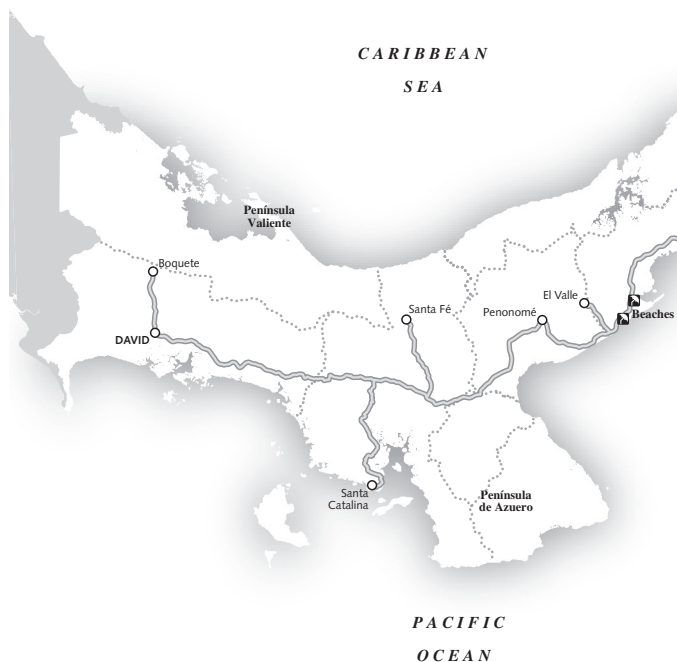 CARIBBEAN
SEA
Península
Valiente
Boquete
El Valle
Santa Fé
Penonomé
Beaches
DAVID
Santa
Catalina
Península
de Azuero
PACIFIC
OCEAN